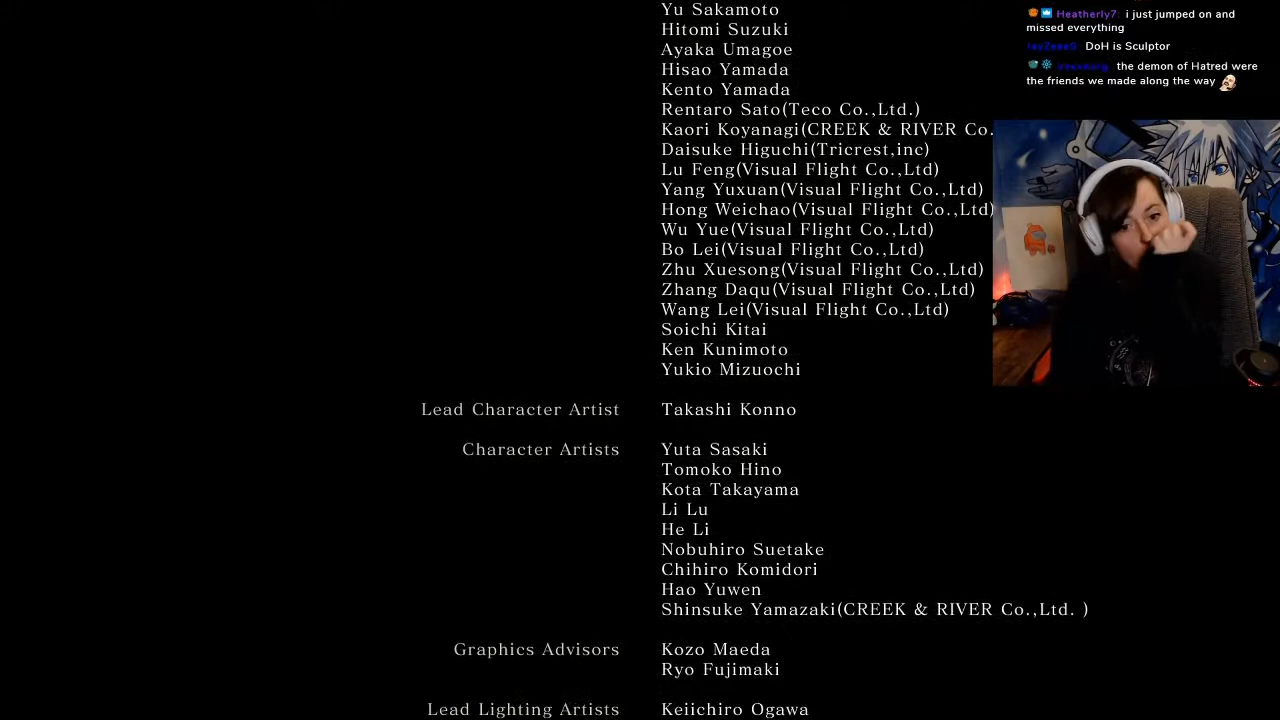 Yu Sakamoto
Hitomi Suzuki
Ayaka Umagoe
Hisao Yamada
Kento Yamada
Rentaro Sato(Teco Co.,Ltd.)
Kaori Koyanagi(CREEK & RIVER Co.
Daisuke Higuchi(Tricrest,inc)
Lu Feng(Visual Flight Co.,Ltd)
Yang Yuxuan(Visual Flight Co.,Ltd)
Hong Weichao(Visual Flight Co.,Ltd)
Wu Yue(Visual Flight Co.,Ltd)
Bo Lei(Visual Flight Co.,Ltd)
Zhu Xuesong(Visual Flight Co.,Ltd)
Zhang Daqu(Visual Flight Co.,Ltd)
Wang Lei(Visual Flight Co.,Ltd)
Soichi Kitai
Ken Kunimoto
Yukio Mizuochi
Lead Character Artist Takashi Konno
Character Artists Yuta Sasaki
Tomoko Hino
Kota Takayama
Li Lu
He Li
Nobuhiro Suetake
Chihiro Komidori
Hao Yuwen
Shinsuke Yamazaki(CREEK & RIVER Co.,Ltd. )
Graphics Advisors Kozo Maeda
Ryo Fujimaki
Lead Lighting Artists Keiichiro Ogawa
Heatherly7: i just jumped on and
missed everything
DoH is Sculptor
the demon of Hatred were
the friends we made along the way